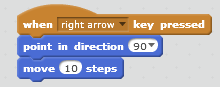 when right arrow key pressed
point in direction 90
move 10 steps